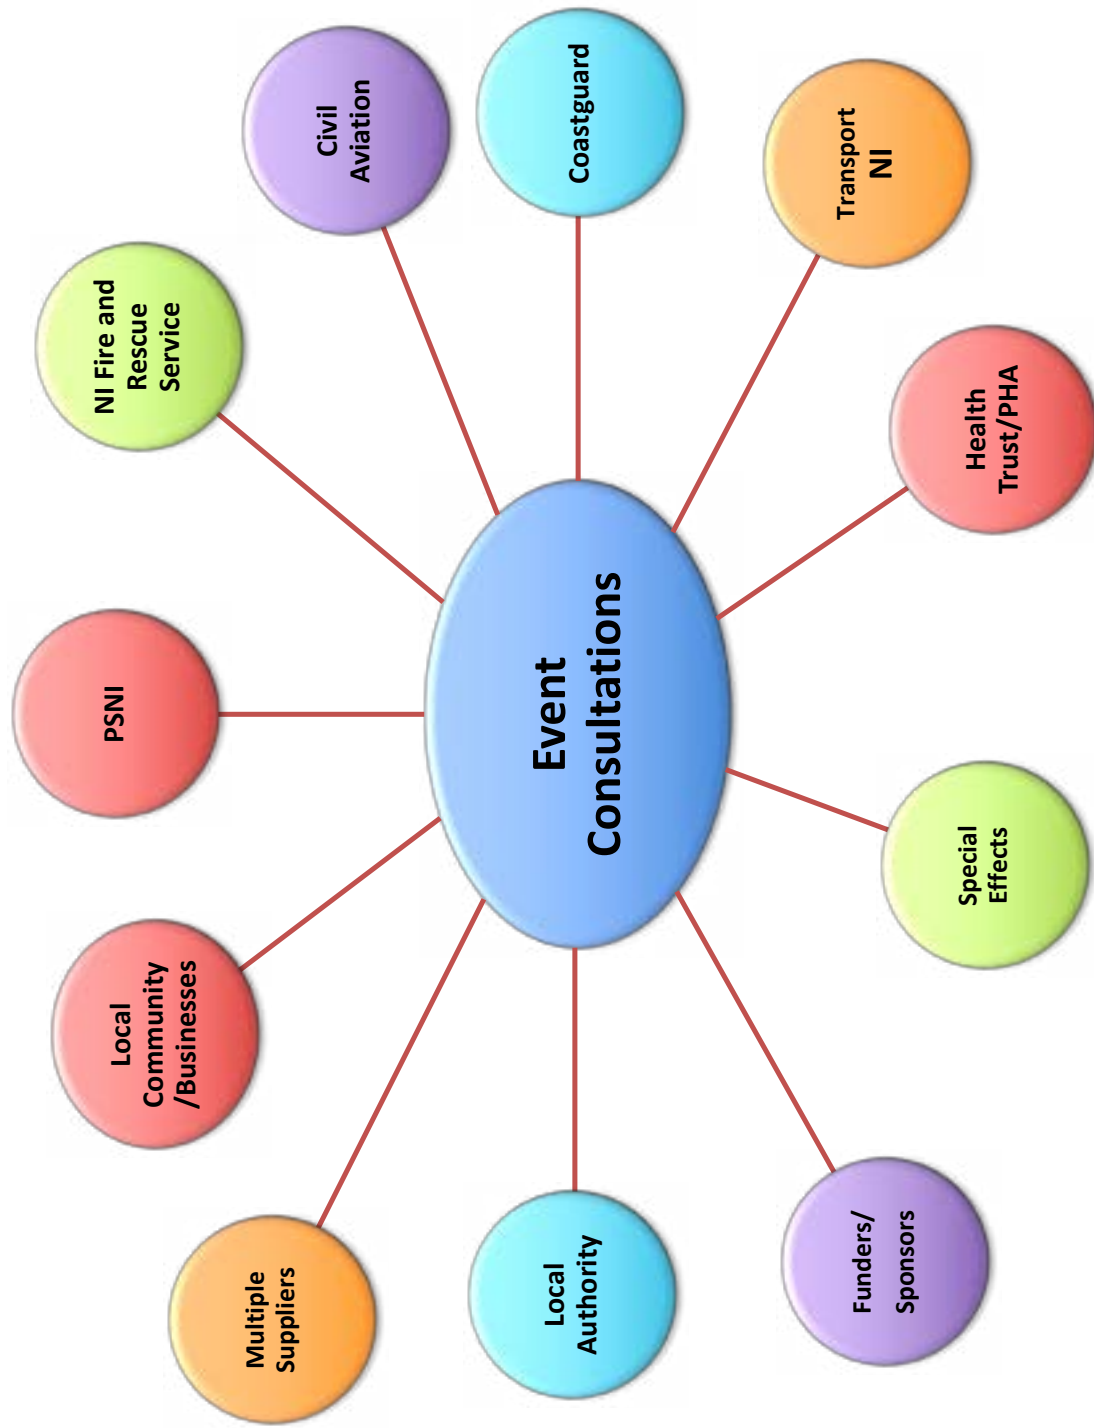 Event
Consultations
PSNI
NI Fire and
Rescue
Service
Civil
Aviation
Coastguard
Transport
NI
Health
Trust/PHA
Special
Effects
Funders/
Sponsors
Local
Authority
Multiple
Suppliers
Local
Community
/Businesses